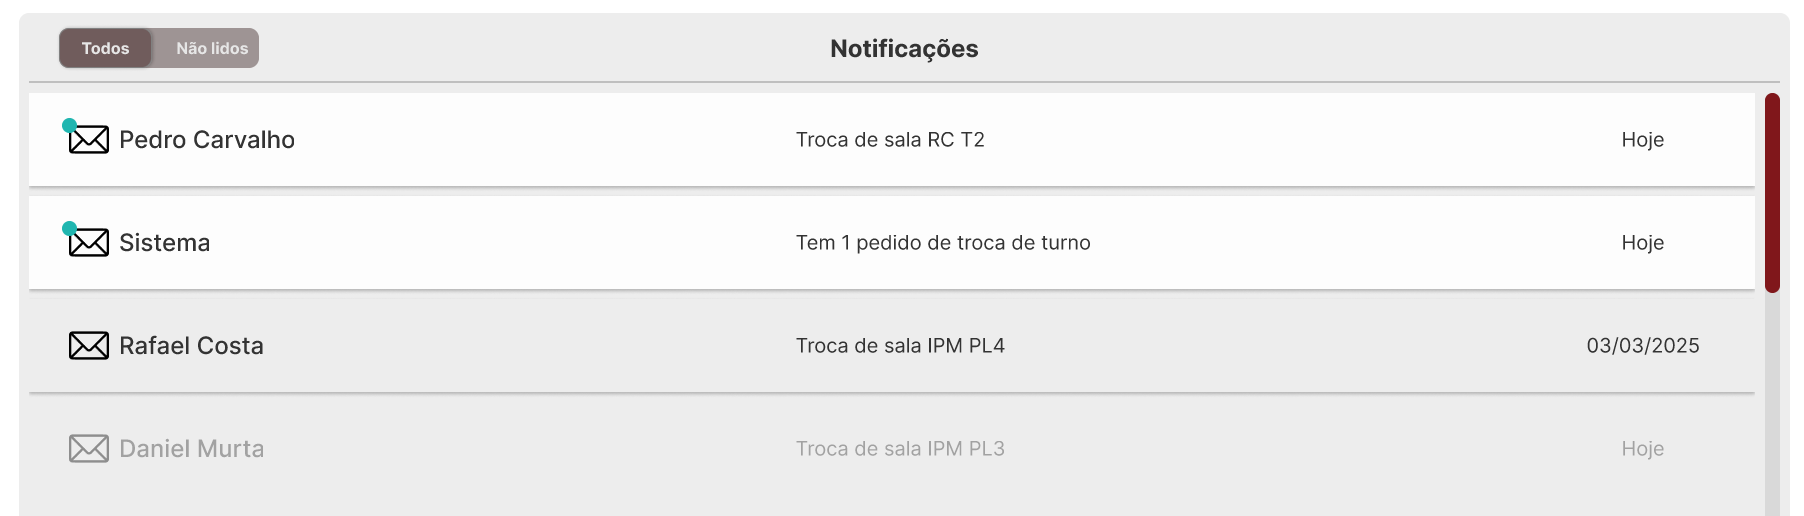 Todos Não lidos Notificações
Pedro Carvalho Troca de sala RC T2 Hoje
Sistema Tem 1 pedido de troca de turno Hoje
Rafael Costa Troca de sala IPM PL4 03/03/2025
Daniel Murta Troca de sala IPM PL3 Hoje